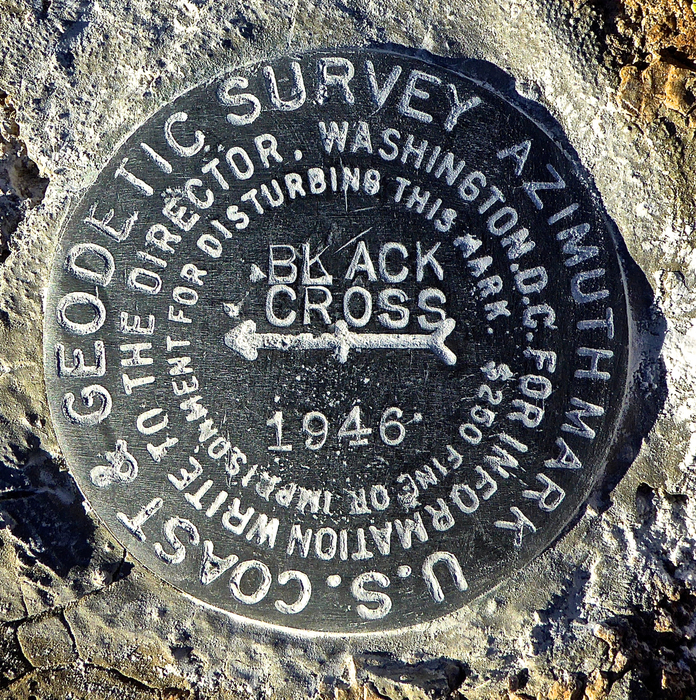 U.S. COAST & GEODETIC SURVEY AZIMUTH MARK
FOR INFORMATION WRITE TO THE DIRECTOR, WASHINGTON, D.C.
$250 FINE OR IMPRISONMENT FOR DISTURBING THIS MARK.
BLACK
CROSS
1946